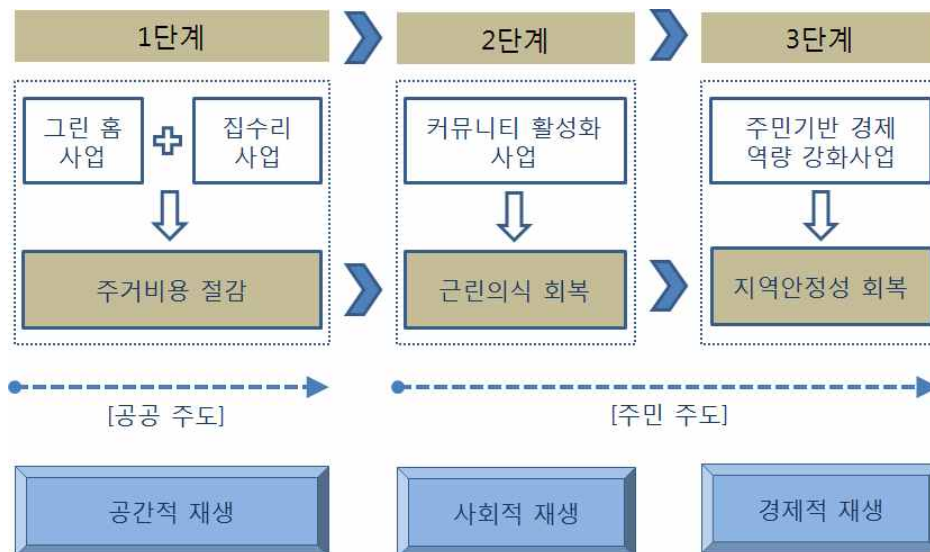 1단계
2단계
3단계
그린 홈
사업
집수리
사업
커뮤니티 활성화
사업
주민기반 경제
역량 강화사업
주거비용 절감
근린의식 회복
지역안정성 회복
[공공 주도]
[주민 주도]
공간적 재생
사회적 재생
경제적 재생